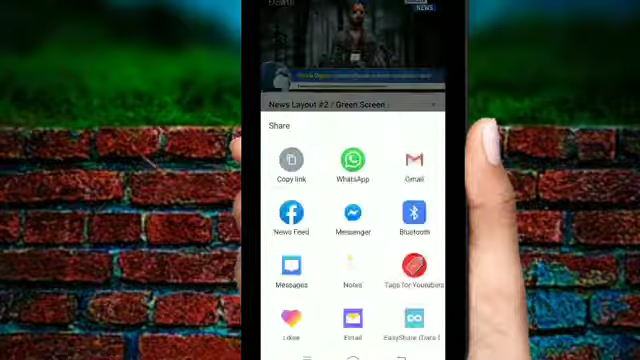 NEWS
News Layout #2 / Green Screen
Share
Copy link
WhatsApp
Gmail
News Feed
Messenger
Bluetooth
Messages
Notes
Tags for Youtubers
Likee
Email
EasyShare